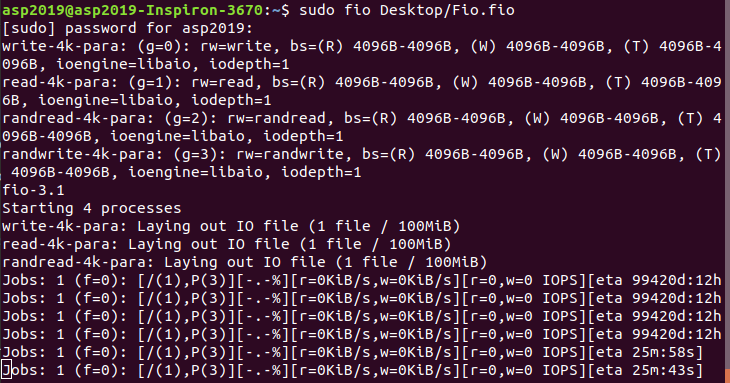 asp2019@asp2019-Inspiron-3670:~$ sudo fio Desktop/Fio.fio
[sudo] password for asp2019:
write-4k-para: (g=0): rw=write, bs=(R) 4096B-4096B, (W) 4096B-4096B, (T) 4096B-4
096B, ioengine=libaio, iodepth=1
read-4k-para: (g=1): rw=read, bs=(R) 4096B-4096B, (W) 4096B-4096B, (T) 4096B-409
6B, ioengine=libaio, iodepth=1
randread-4k-para: (g=2): rw=randread, bs=(R) 4096B-4096B, (W) 4096B-4096B, (T) 4
096B-4096B, ioengine=libaio, iodepth=1
randwrite-4k-para: (g=3): rw=randwrite, bs=(R) 4096B-4096B, (W) 4096B-4096B, (T)
 4096B-4096B, ioengine=libaio, iodepth=1
fio-3.1
Starting 4 processes
write-4k-para: Laying out IO file (1 file / 100MiB)
read-4k-para: Laying out IO file (1 file / 100MiB)
randread-4k-para: Laying out IO file (1 file / 100MiB)
Jobs: 1 (f=0): [/(1),P(3)][-.-%][r=0KiB/s,w=0KiB/s][r=0,w=0 IOPS][eta 99420d:12h
Jobs: 1 (f=0): [/(1),P(3)][-.-%][r=0KiB/s,w=0KiB/s][r=0,w=0 IOPS][eta 99420d:12h
Jobs: 1 (f=0): [/(1),P(3)][-.-%][r=0KiB/s,w=0KiB/s][r=0,w=0 IOPS][eta 99420d:12h
Jobs: 1 (f=0): [/(1),P(3)][-.-%][r=0KiB/s,w=0KiB/s][r=0,w=0 IOPS][eta 99420d:12h
Jobs: 1 (f=0): [/(1),P(3)][-.-%][r=0KiB/s,w=0KiB/s][r=0,w=0 IOPS][eta 25m:58s]
Jobs: 1 (f=0): [/(1),P(3)][-.-%][r=0KiB/s,w=0KiB/s][r=0,w=0 IOPS][eta 25m:43s]